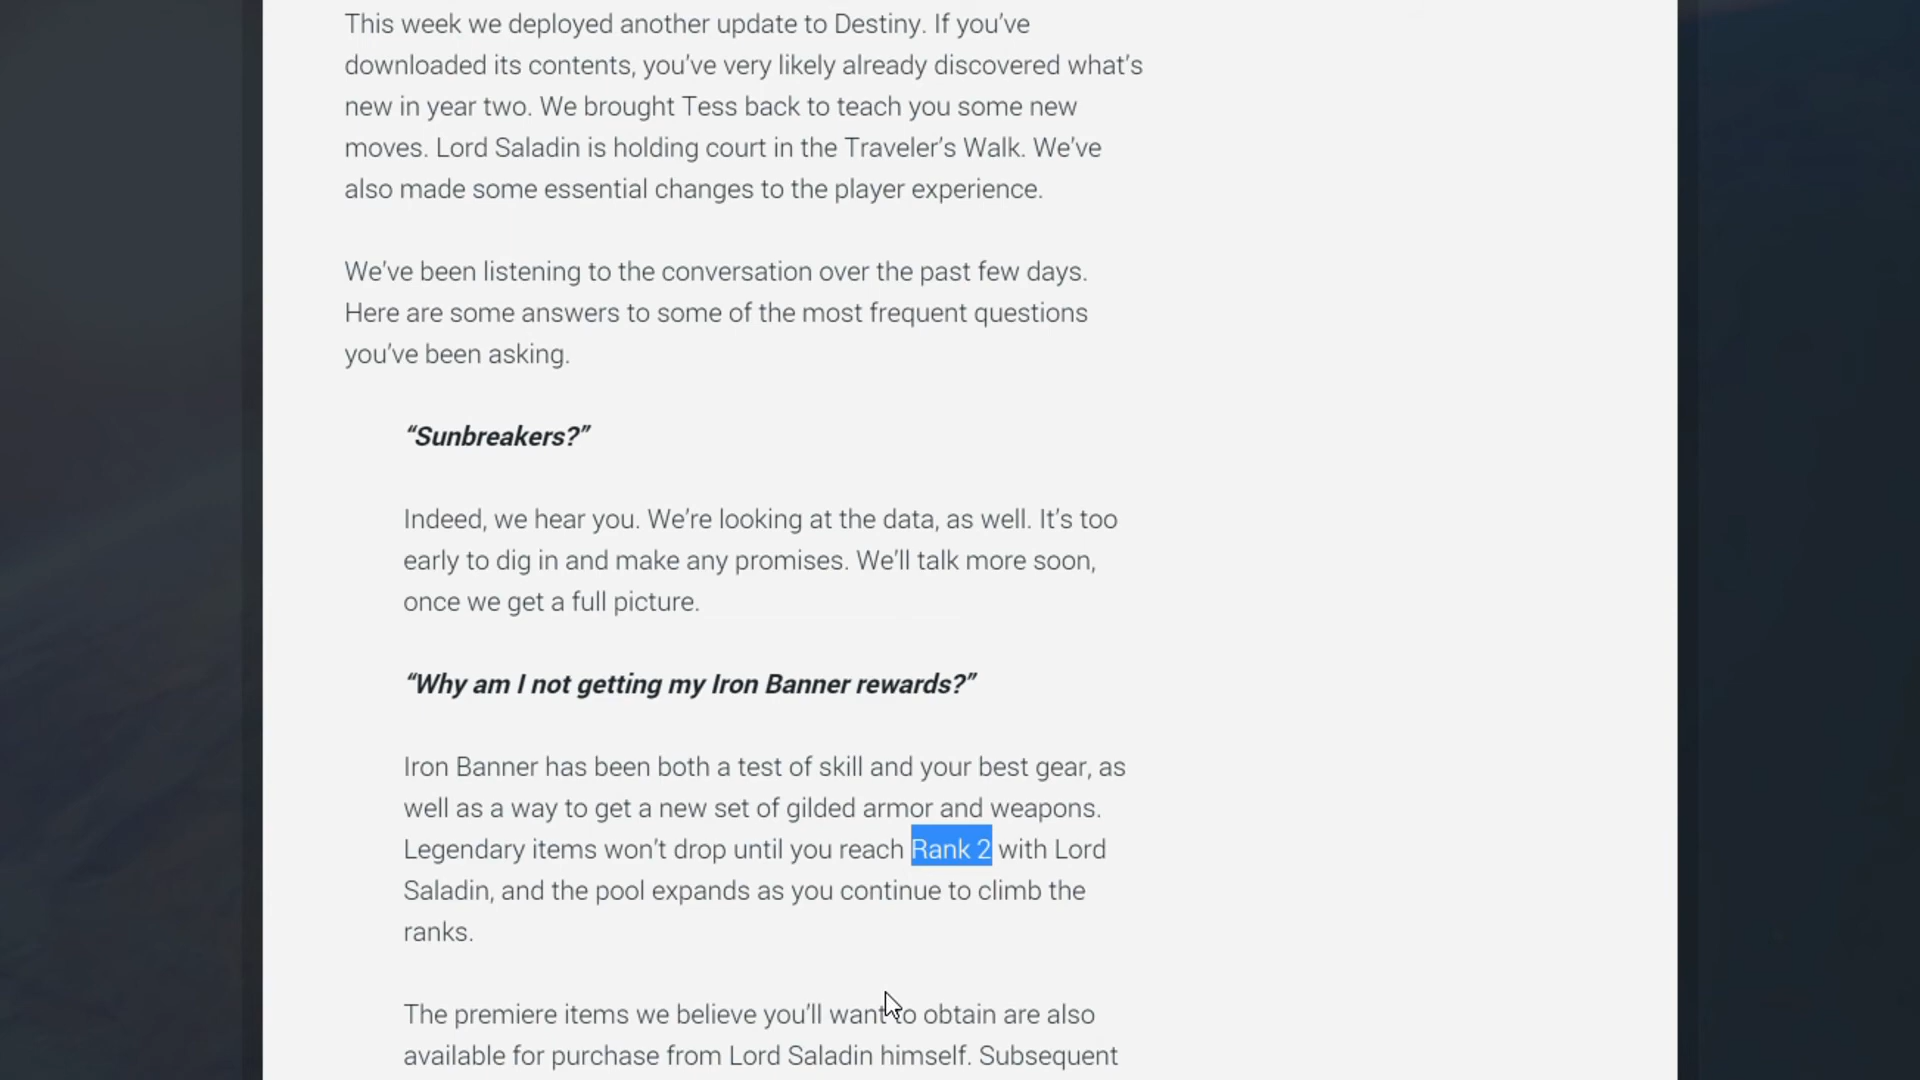 This week we deployed another update to Destiny. If you’ve
downloaded its contents, you’ve very likely already discovered what’s
new in year two. We brought Tess back to teach you some new
moves. Lord Saladin is holding court in the Traveler’s Walk. We’ve
also made some essential changes to the player experience.
We’ve been listening to the conversation over the past few days.
Here are some answers to some of the most frequent questions
you’ve been asking.
“Sunbreakers?”
Indeed, we hear you. We’re looking at the data, as well. It’s too
early to dig in and make any promises. We’ll talk more soon,
once we get a full picture.
“Why am I not getting my Iron Banner rewards?”
Iron Banner has been both a test of skill and your best gear, as
well as a way to get a new set of gilded armor and weapons.
Legendary items won’t drop until you reach Rank 2 with Lord
Saladin, and the pool expands as you continue to climb the
ranks.
The premiere items we believe you’ll want to obtain are also
available for purchase from Lord Saladin himself. Subsequent